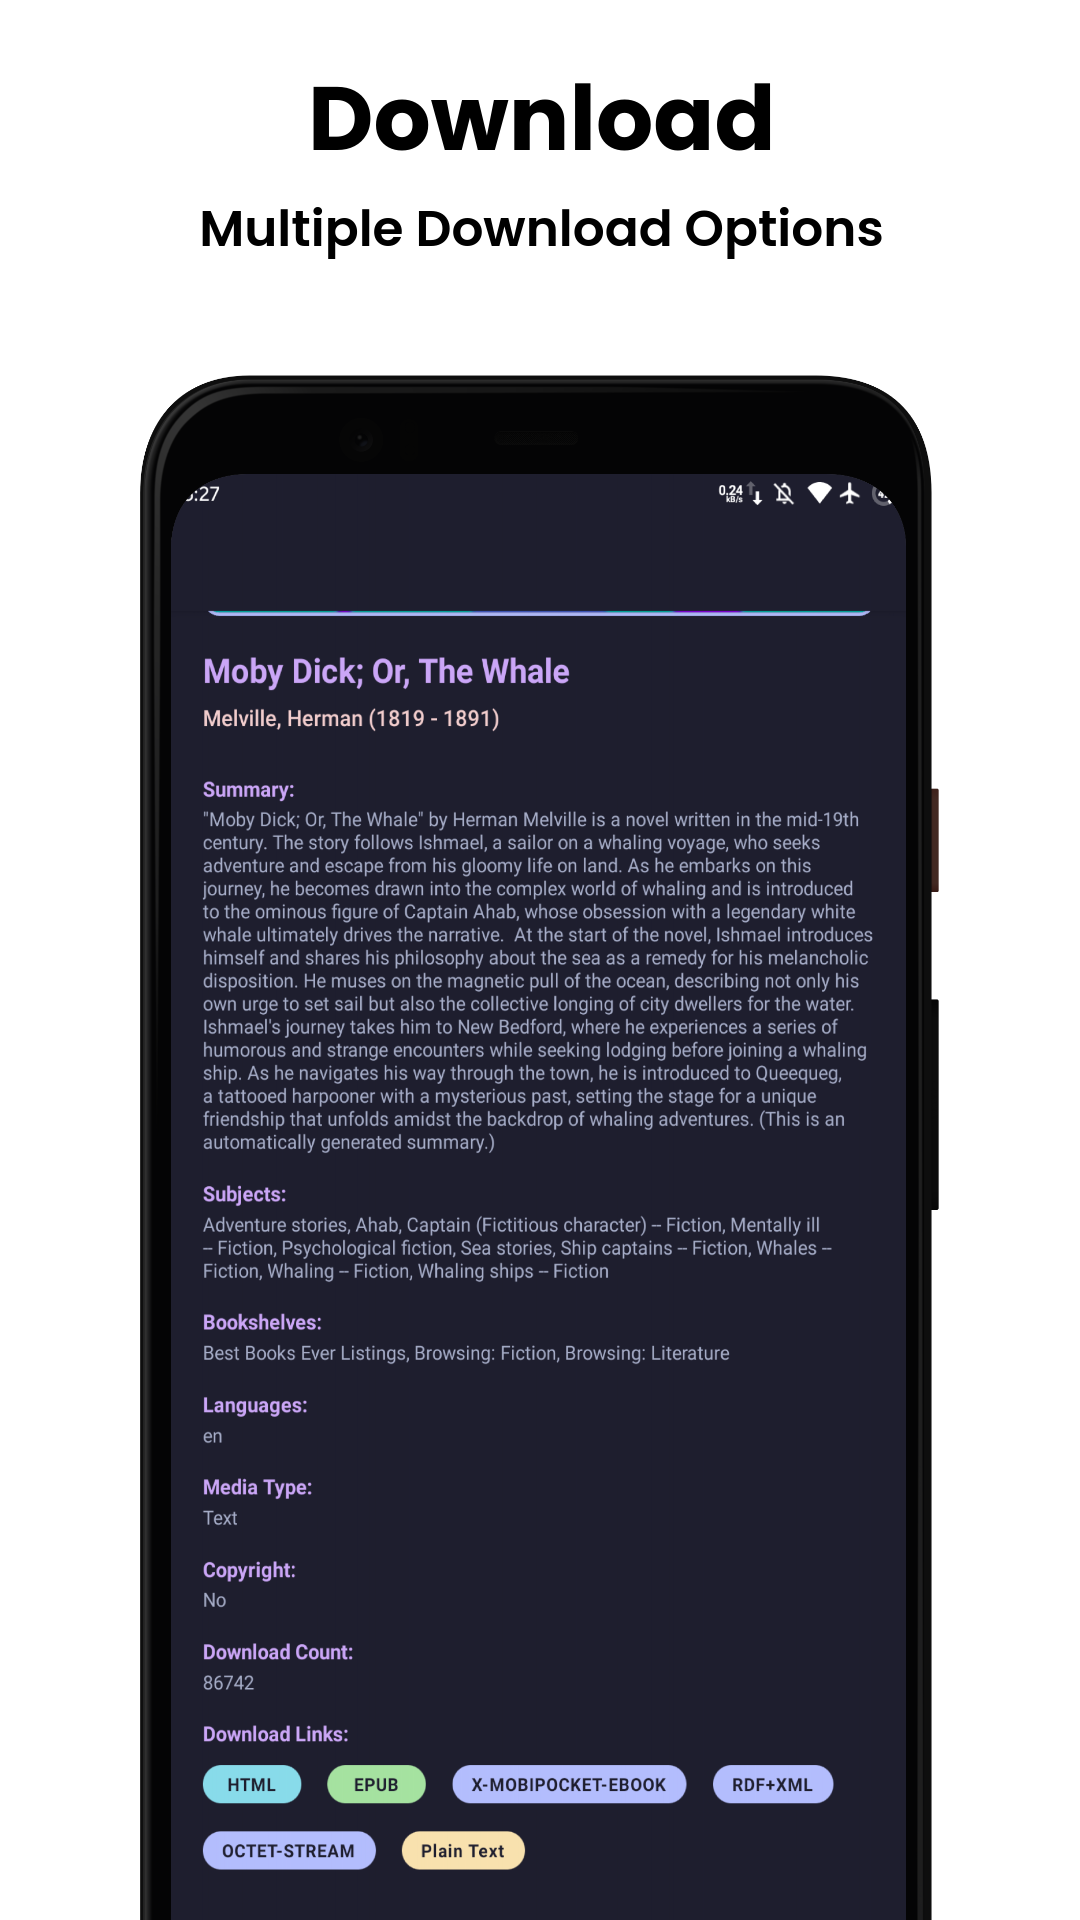 Download
Multiple Download Options
:27
0.24
kB/s
Moby Dick; Or, The Whale
Melville, Herman (1819 - 1891)
Summary:
"Moby Dick; Or, The Whale" by Herman Melville is a novel written in the mid-19th
century. The story follows Ishmael, a sailor on a whaling voyage, who seeks
adventure and escape from his gloomy life on land. As he embarks on this
journey, he becomes drawn into the complex world of whaling and is introduced
to the ominous figure of Captain Ahab, whose obsession with a legendary white
whale ultimately drives the narrative.  At the start of the novel, Ishmael introduces
himself and shares his philosophy about the sea as a remedy for his melancholic
disposition. He muses on the magnetic pull of the ocean, describing not only his
own urge to set sail but also the collective longing of city dwellers for the water.
Ishmael's journey takes him to New Bedford, where he experiences a series of
humorous and strange encounters while seeking lodging before joining a whaling
ship. As he navigates his way through the town, he is introduced to Queequeg,
a tattooed harpooner with a mysterious past, setting the stage for a unique
friendship that unfolds amidst the backdrop of whaling adventures. (This is an
automatically generated summary.)
Subjects:
Adventure stories, Ahab, Captain (Fictitious character) -- Fiction, Mentally ill
-- Fiction, Psychological fiction, Sea stories, Ship captains -- Fiction, Whales --
Fiction, Whaling -- Fiction, Whaling ships -- Fiction
Bookshelves:
Best Books Ever Listings, Browsing: Fiction, Browsing: Literature
Languages:
en
Media Type:
Text
Copyright:
No
Download Count:
86742
Download Links:
HTML EPUB X-MOBIPOCKET-EBOOK RDF+XML
OCTET-STREAM Plain Text